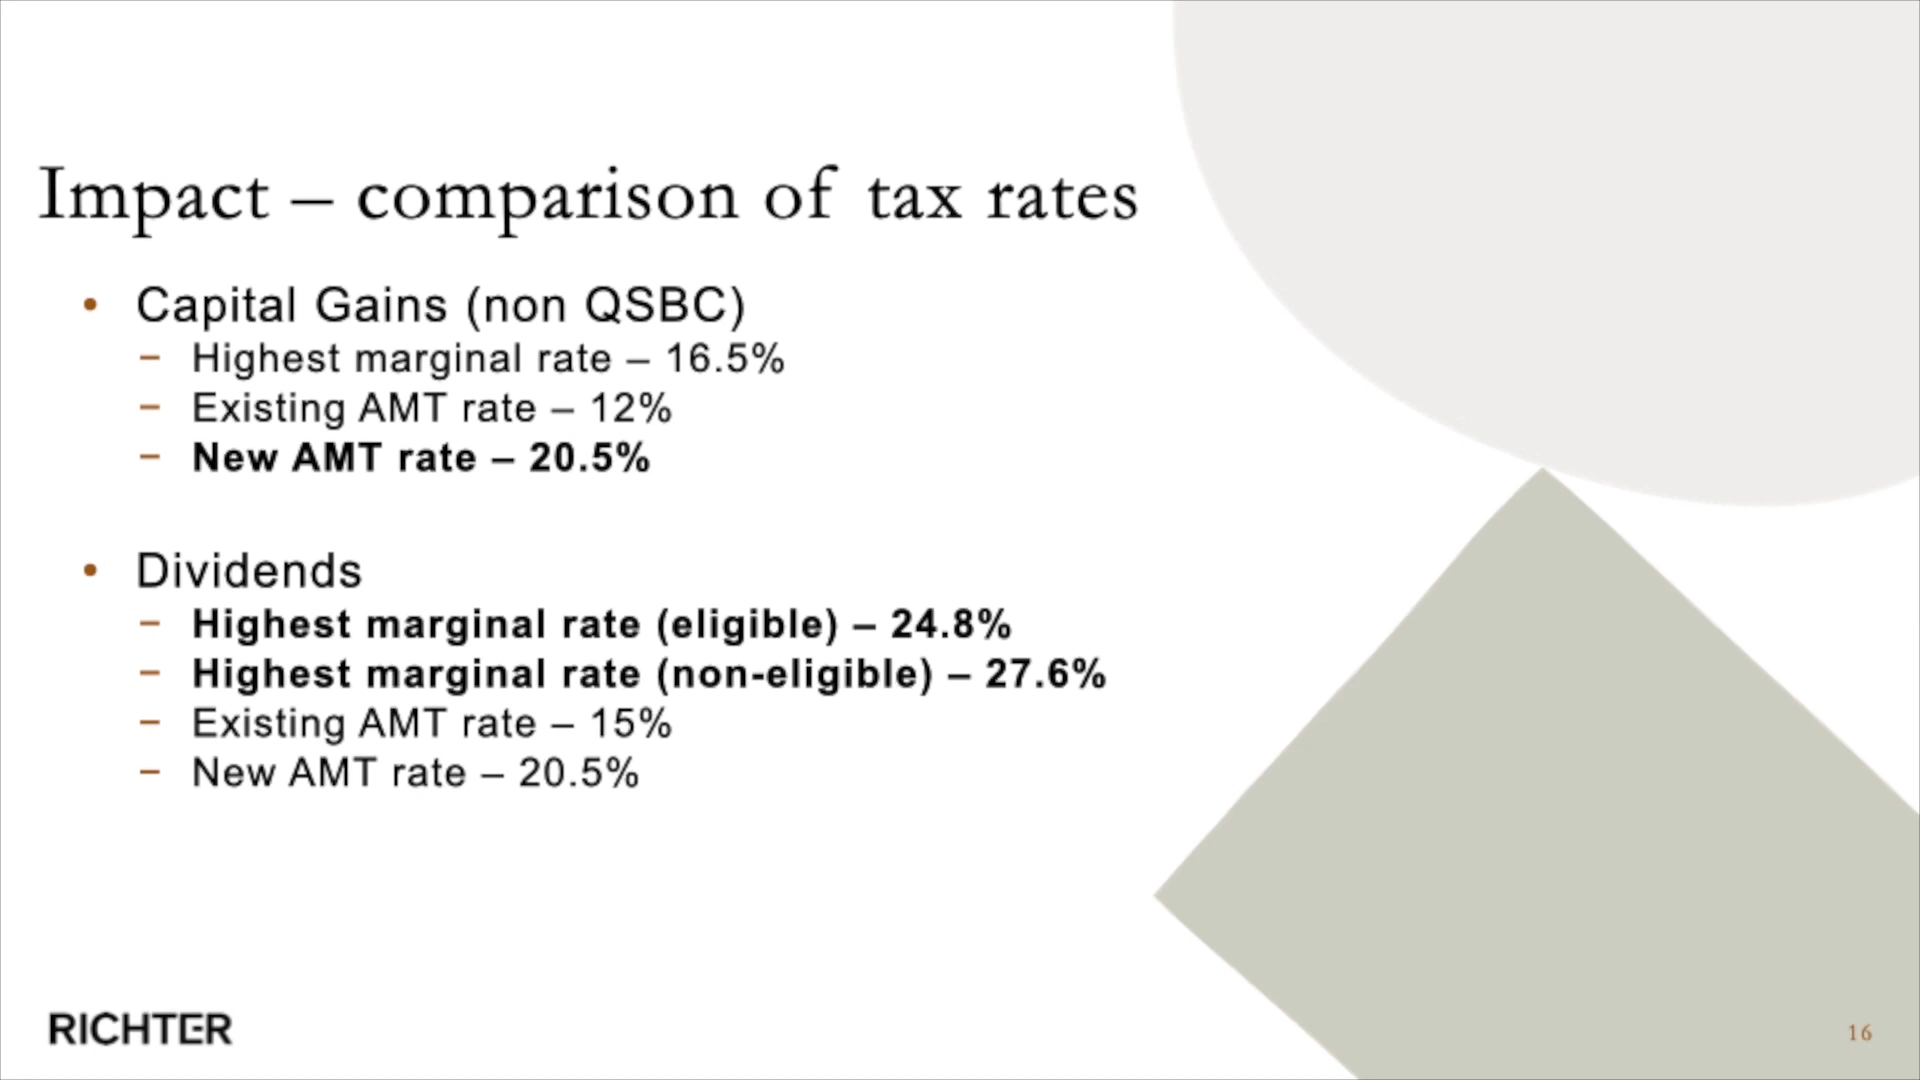 Impact – comparison of tax rates
• Capital Gains (non QSBC)
– Highest marginal rate – 16.5%
– Existing AMT rate – 12%
– New AMT rate – 20.5%
• Dividends
– Highest marginal rate (eligible) – 24.8%
– Highest marginal rate (non-eligible) – 27.6%
– Existing AMT rate – 15%
– New AMT rate – 20.5%
RICHTER
16